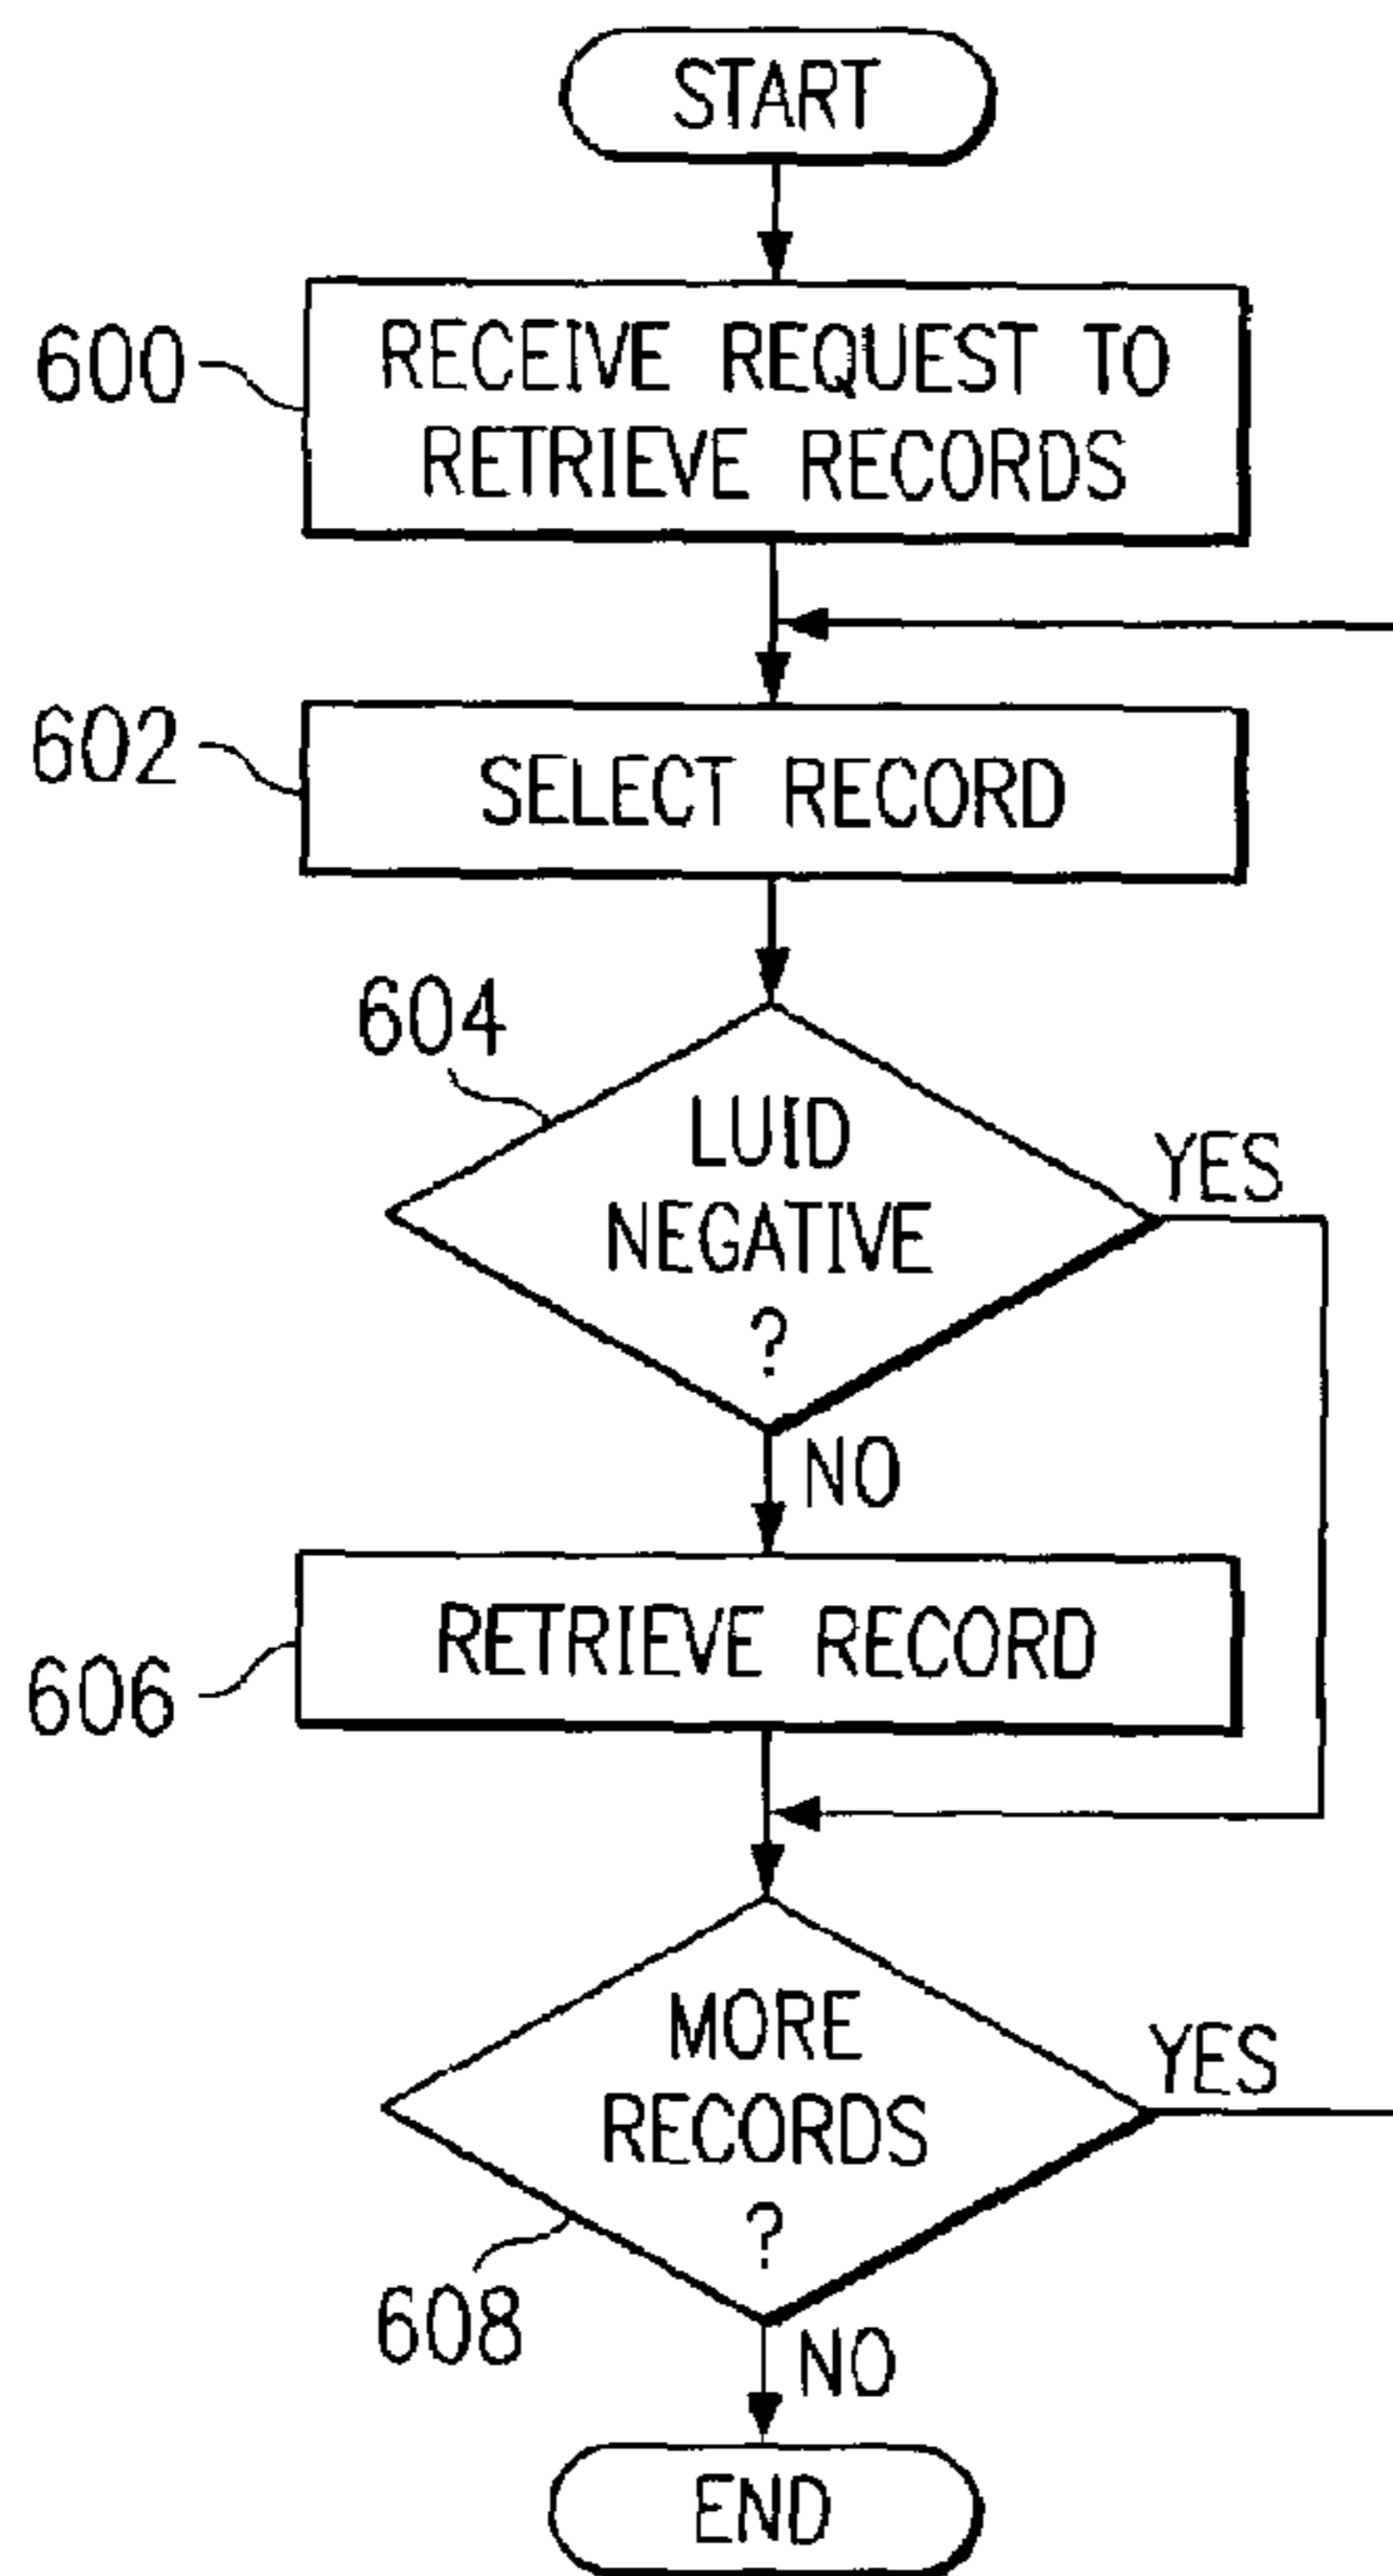 START
600
RECEIVE REQUEST TO
RETRIEVE RECORDS
602
SELECT RECORD
604
LUID
NEGATIVE
?
YES
NO
606
RETRIEVE RECORD
MORE
RECORDS
?
YES
608
NO
END